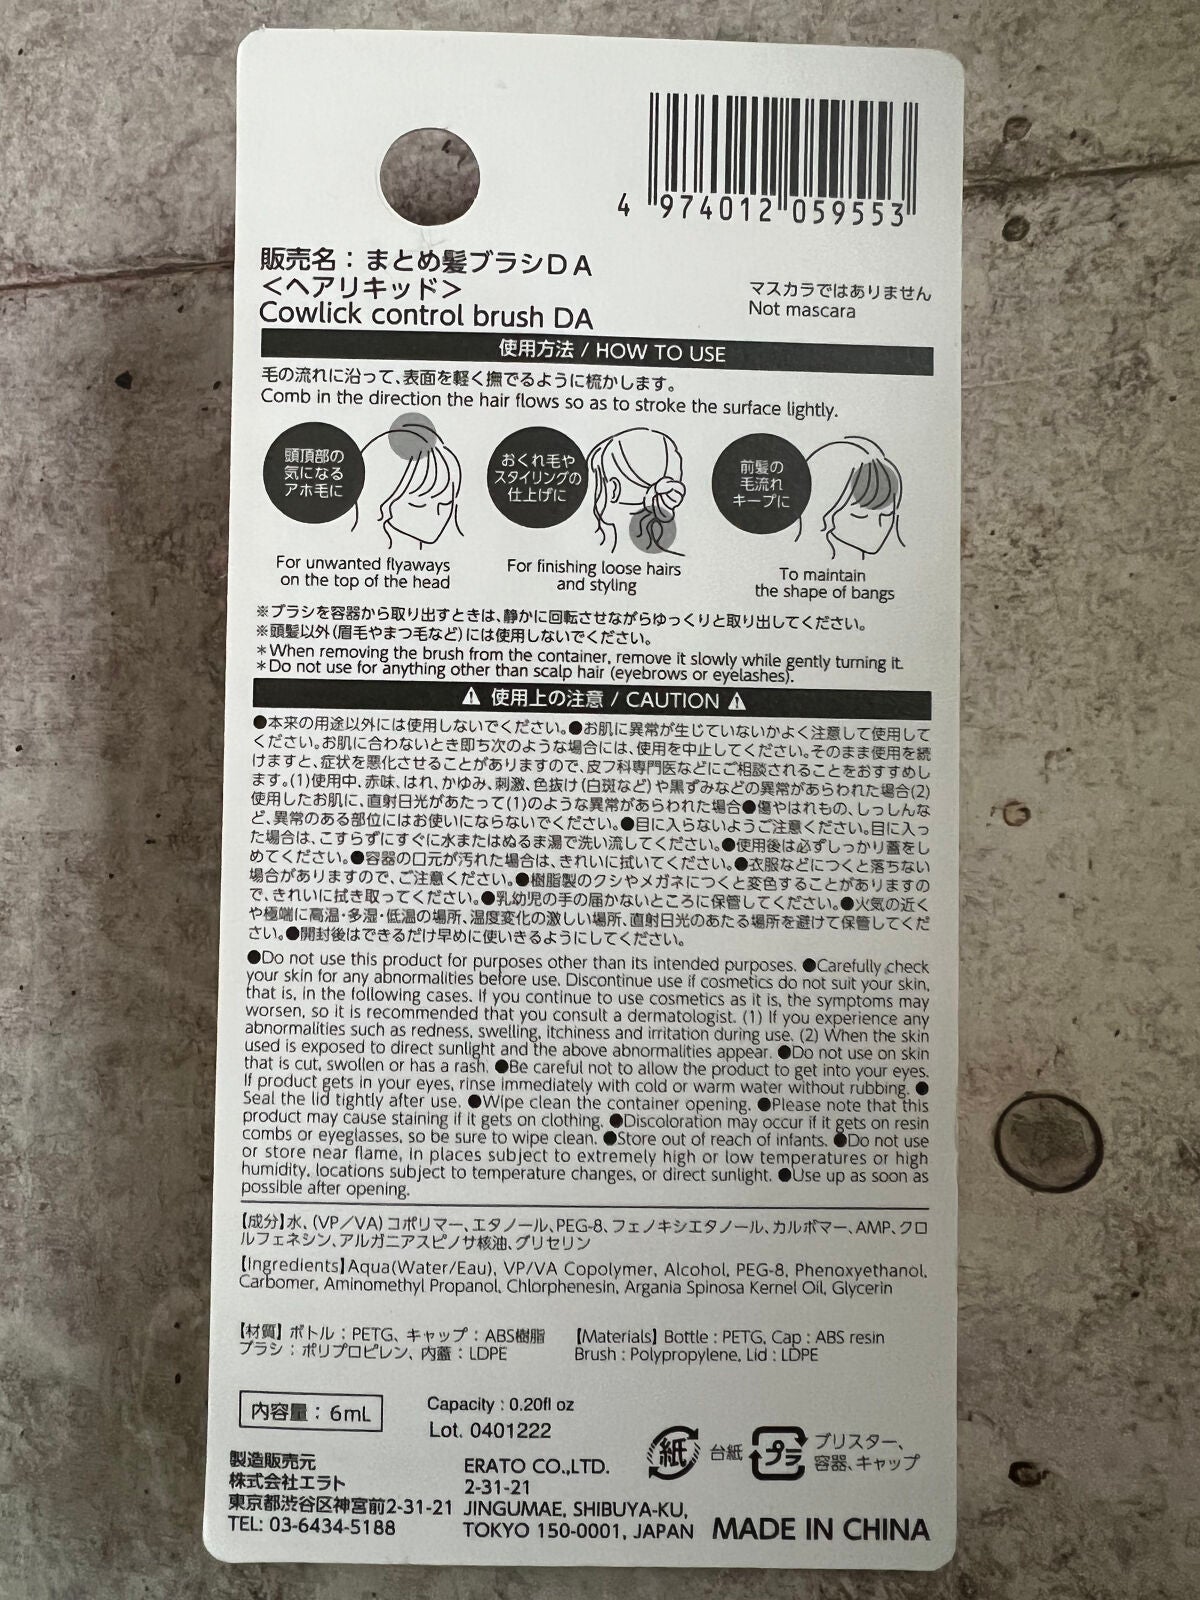 4 974012 059553
販売名：まとめ髪ブラシDA
＜ヘアリキッド＞
Cowlick control brush DA
マスカラではありません
Not mascara
使用方法 / HOW TO USE
毛の流れに沿って、表面を軽く撫でるように梳かします。
Comb in the direction the hair flows so as to stroke the surface lightly.
頭頂部の
気になる
アホ毛に
For unwanted flyaways
on the top of the head
おくれ毛や
スタイリングの
仕上げに
For finishing loose hairs
and styling
前髪の
毛流れ
キープに
To maintain
the shape of bangs
※ブラシを容器から取り出すときは、静かに回転させながらゆっくりと取り出してください。
※頭髪以外（眉毛やまつ毛など）には使用しないでください。
＊When removing the brush from the container, remove it slowly while gently turning it.
＊Do not use for anything other than scalp hair (eyebrows or eyelashes).
⚠ 使用上の注意 / CAUTION ⚠
●本来の用途以外には使用しないでください。●お肌に異常が生じていないかよく注意して使用して
ください。お肌に合わないとき即ち次のような場合には、使用を中止してください。そのまま使用を続
けますと、症状を悪化させることがありますので、皮フ科専門医などにご相談されることをおすすめし
ます。(1)使用中、赤味、はれ、かゆみ、刺激、色抜け(白斑など)や黒ずみなどの異常があらわれた場合(2)
使用したお肌に、直射日光があたって(1)のような異常があらわれた場合●傷やはれもの、しっしんな
ど、異常のある部位にはお使いにならないでください。●目に入らないようご注意ください。目に入っ
た場合は、こすらずにすぐに水またはぬるま湯で洗い流してください。●使用後は必ずしっかり蓋をし
めてください。●容器の口元が汚れた場合は、きれいに拭いてください。●衣服などにつくと落ちない
場合がありますので、ご注意ください。●樹脂製のクシやメガネにつくと変色することがありますの
で、きれいに拭き取ってください。●乳幼児の手の届かないところに保管してください。●火気の近く
や極端に高温・多湿・低温の場所、温度変化の激しい場所、直射日光のあたる場所を避けて保管してくだ
さい。●開封後はできるだけ早めに使いきるようにしてください。
●Do not use this product for purposes other than its intended purposes. ●Carefully check
your skin for any abnormalities before use. Discontinue use if cosmetics do not suit your skin,
that is, in the following cases. If you continue to use cosmetics as it is, the symptoms may
worsen, so it is recommended that you consult a dermatologist. (1) If you experience any
abnormalities such as redness, swelling, itchiness and irritation during use. (2) When the skin
used is exposed to direct sunlight and the above abnormalities appear. ●Do not use on skin
that is cut, swollen or has a rash. ●Be careful not to allow the product to get into your eyes.
If product gets in your eyes, rinse immediately with cold or warm water without rubbing. ●
Seal the lid tightly after use. ●Wipe clean the container opening. ●Please note that this
product may cause staining if it gets on clothing. ●Discoloration may occur if it gets on resin
combs or eyeglasses, so be sure to wipe clean. ●Store out of reach of infants. ●Do not use
or store near flame, in places subject to extremely high or low temperatures or high
humidity, locations subject to temperature changes, or direct sunlight. ●Use up as soon as
possible after opening.
【成分】水、(VP／VA)コポリマー、エタノール、PEG-8、フェノキシエタノール、カルボマー、AMP、クロ
ルフェネシン、アルガニアスピノサ核油、グリセリン
【Ingredients】Aqua(Water/Eau), VP/VA Copolymer, Alcohol, PEG-8, Phenoxyethanol,
Carbomer, Aminomethyl Propanol, Chlorphenesin, Argania Spinosa Kernel Oil, Glycerin
【材質】ボトル：PETG、キャップ：ABS樹脂
ブラシ：ポリプロピレン、内蓋：LDPE
【Materials】Bottle : PETG, Cap : ABS resin
Brush : Polypropylene, Lid : LDPE
内容量：6mL
Capacity : 0.20fl oz
Lot. 0401222
紙 台紙
プラ ブリスター、
容器、キャップ
製造販売元
株式会社エラト
東京都渋谷区神宮前2-31-21
TEL: 03-6434-5188
ERATO CO.,LTD.
2-31-21
JINGUMAE, SHIBUYA-KU,
TOKYO 150-0001, JAPAN
MADE IN CHINA